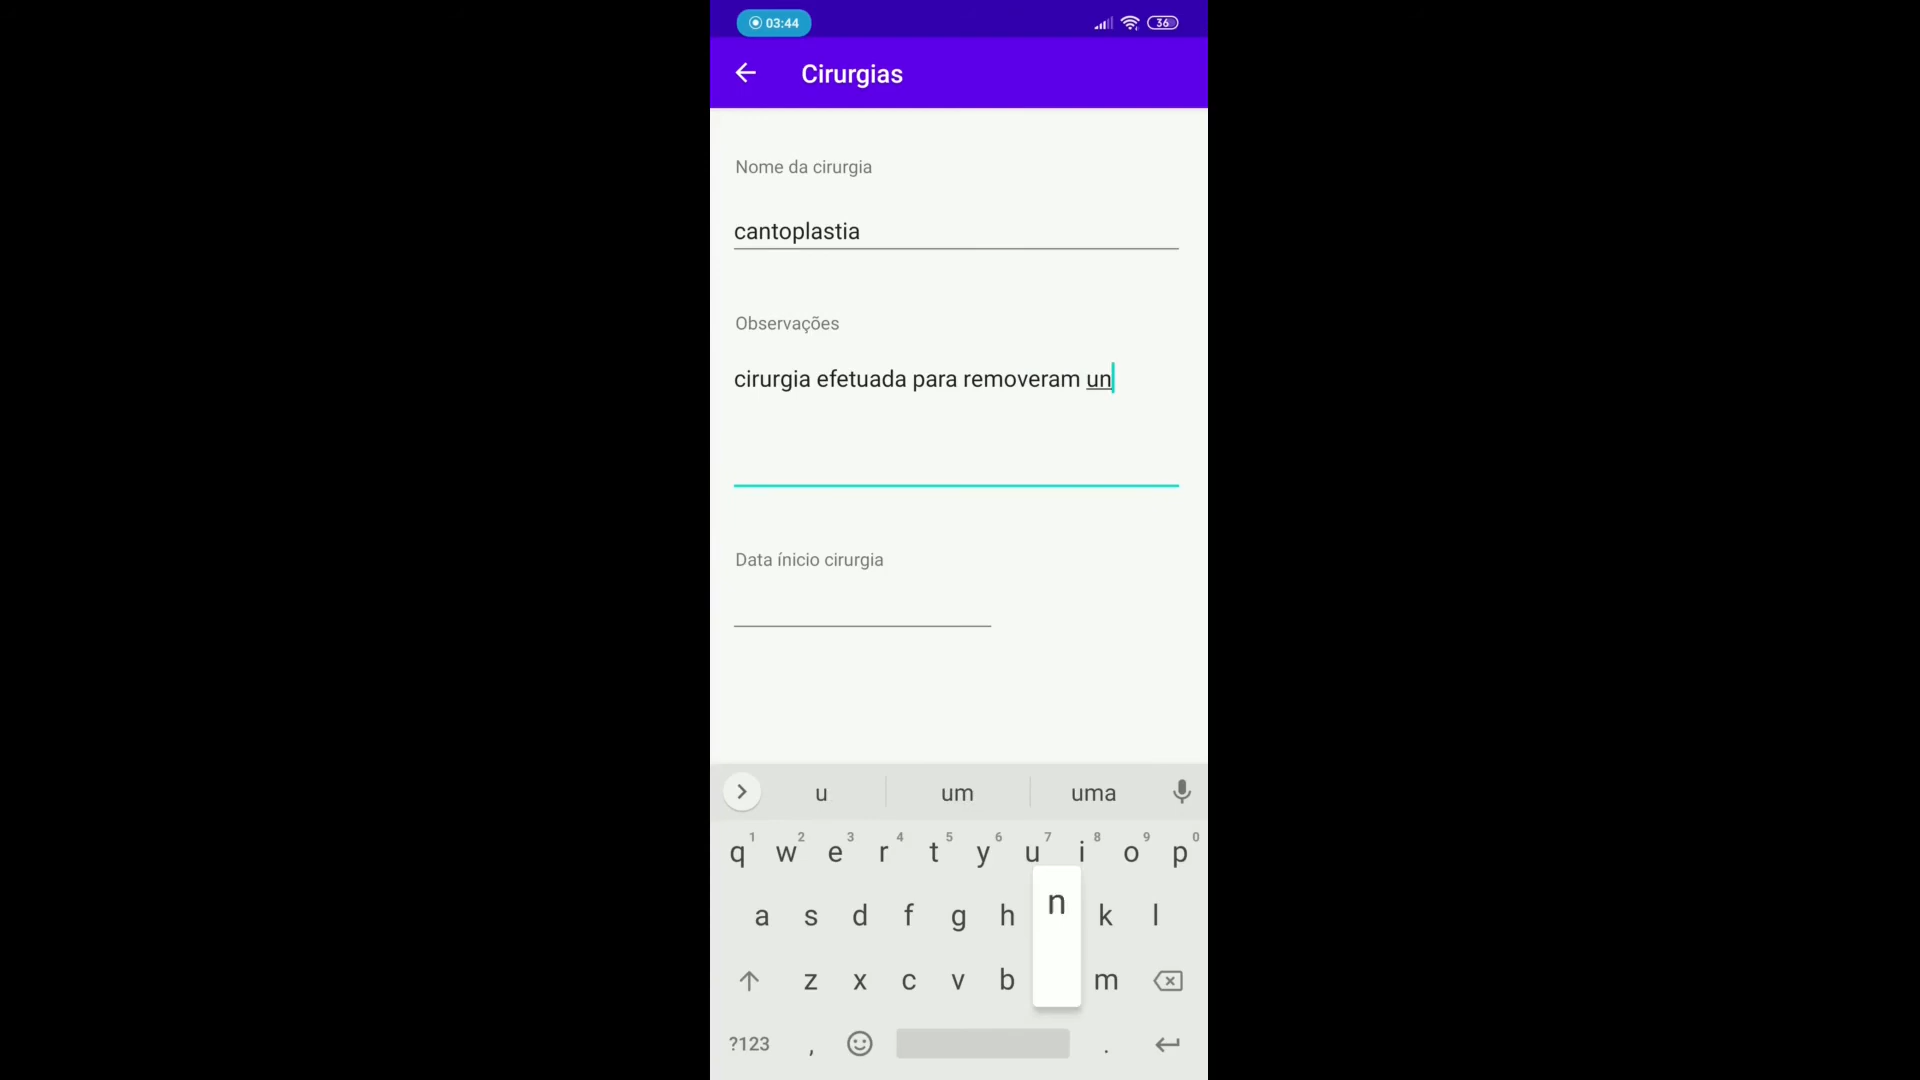 03:44 36
Cirurgias
Nome da cirurgia
cantoplastia
Observações
cirurgia efetuada para removeram un
Data ínicio cirurgia
u um uma
1 2 3 4 5 6 7 8 9 0
q w e r t y u i o p
a s d f g h n k l
z x c v b m
?123 , .